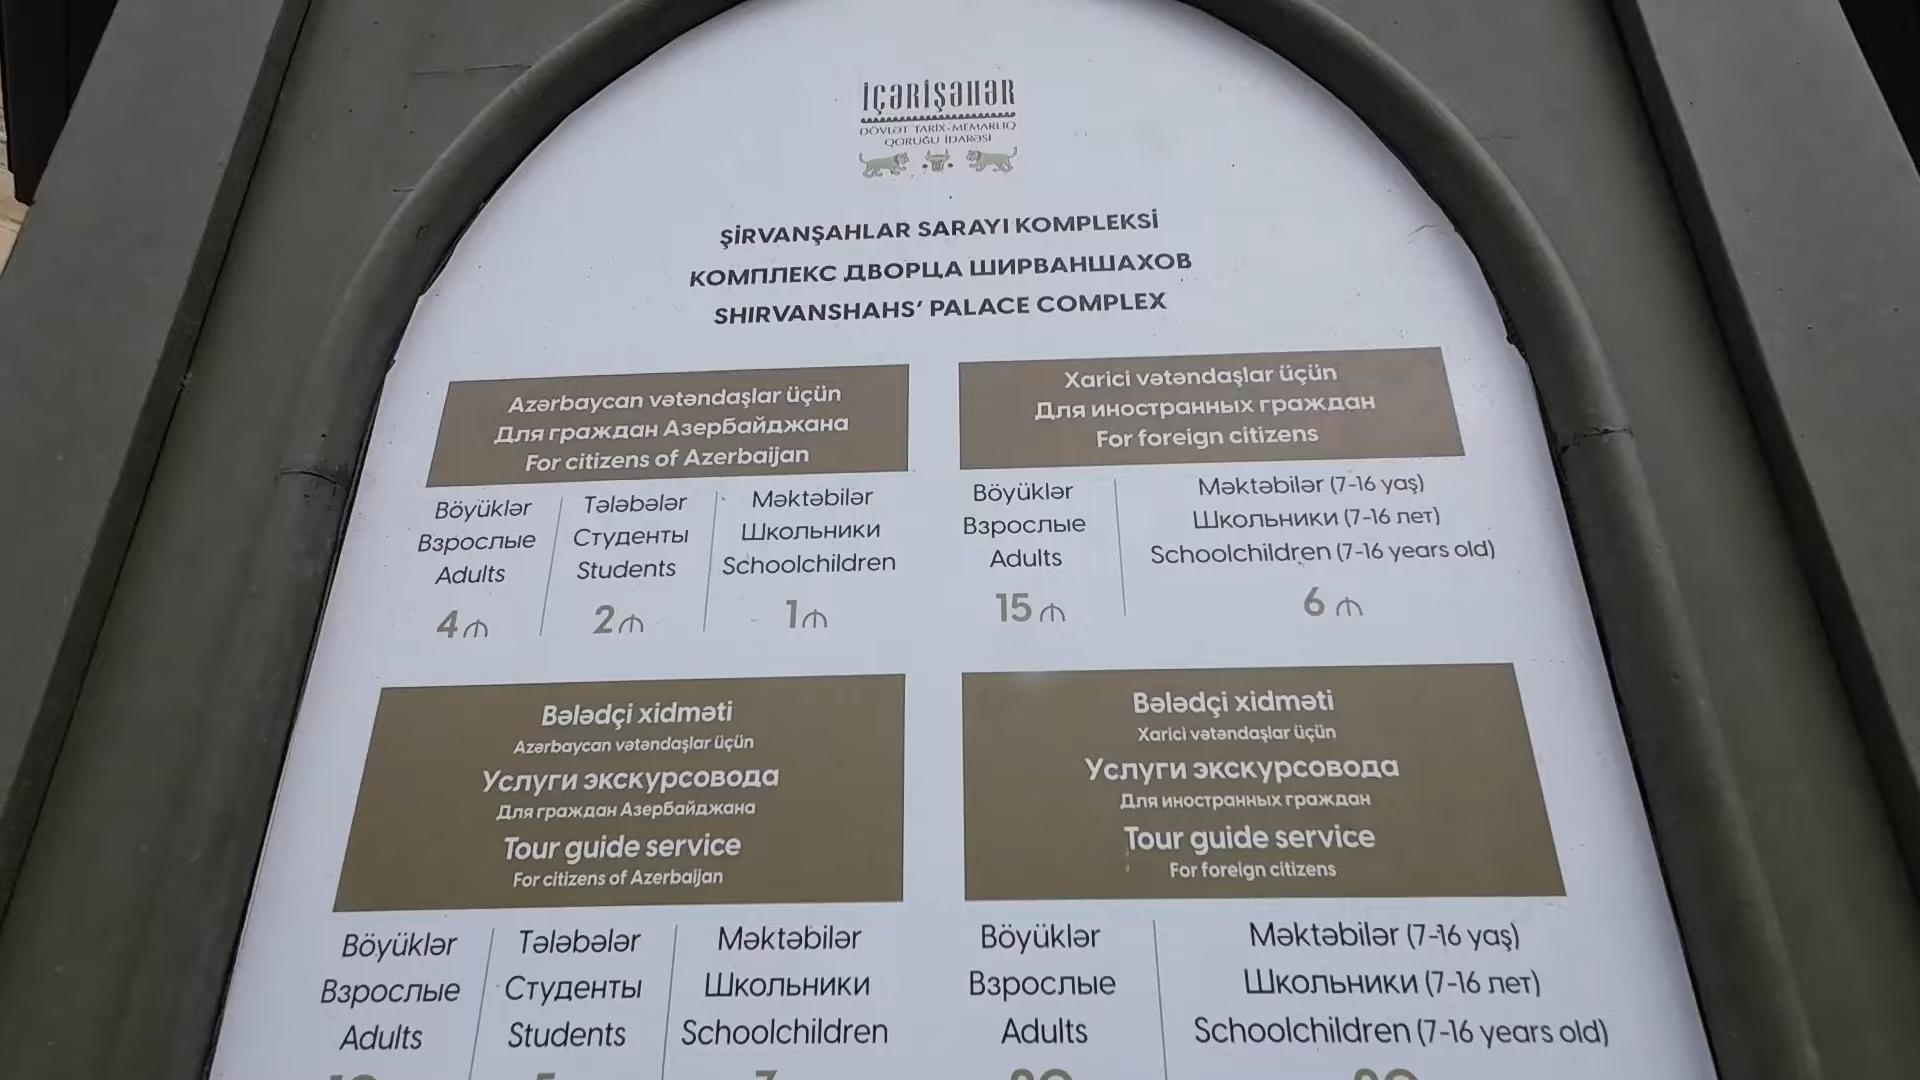 İÇƏRİŞƏHƏR
DÖVLƏT TARİX-MEMARLIQ
QORUĞU İDARƏSİ
ŞİRVANŞAHLAR SARAYI KOMPLEKSİ
КОМПЛЕКС ДВОРЦА ШИРВАНШАХОВ
SHIRVANSHAHS’ PALACE COMPLEX
Azərbaycan vətəndaşlar üçün
Для граждан Азербайджана
For citizens of Azerbaijan
Böyüklər
Взрослые
Adults
4 ₼
Tələbələr
Студенты
Students
2 ₼
Məktəbilər
Школьники
Schoolchildren
1 ₼
Xarici vətəndaşlar üçün
Для иностранных граждан
For foreign citizens
Böyüklər
Взрослые
Adults
15 ₼
Məktəbilər (7-16 yaş)
Школьники (7-16 лет)
Schoolchildren (7-16 years old)
6 ₼
Bələdçi xidməti
Azərbaycan vətəndaşlar üçün
Услуги экскурсовода
Для граждан Азербайджана
Tour guide service
For citizens of Azerbaijan
Böyüklər
Взрослые
Adults
Tələbələr
Студенты
Students
Məktəbilər
Школьники
Schoolchildren
Bələdçi xidməti
Xarici vətəndaşlar üçün
Услуги экскурсовода
Для иностранных граждан
Tour guide service
For foreign citizens
Böyüklər
Взрослые
Adults
Məktəbilər (7-16 yaş)
Школьники (7-16 лет)
Schoolchildren (7-16 years old)